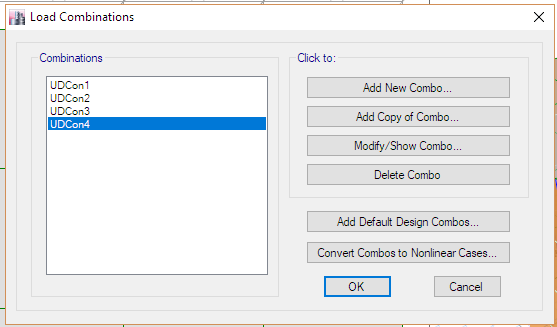 Load Combinations
Combinations
UDCon1
UDCon2
UDCon3
UDCon4
Click to:
Add New Combo...
Add Copy of Combo...
Modify/Show Combo...
Delete Combo
Add Default Design Combos...
Convert Combos to Nonlinear Cases...
OK
Cancel